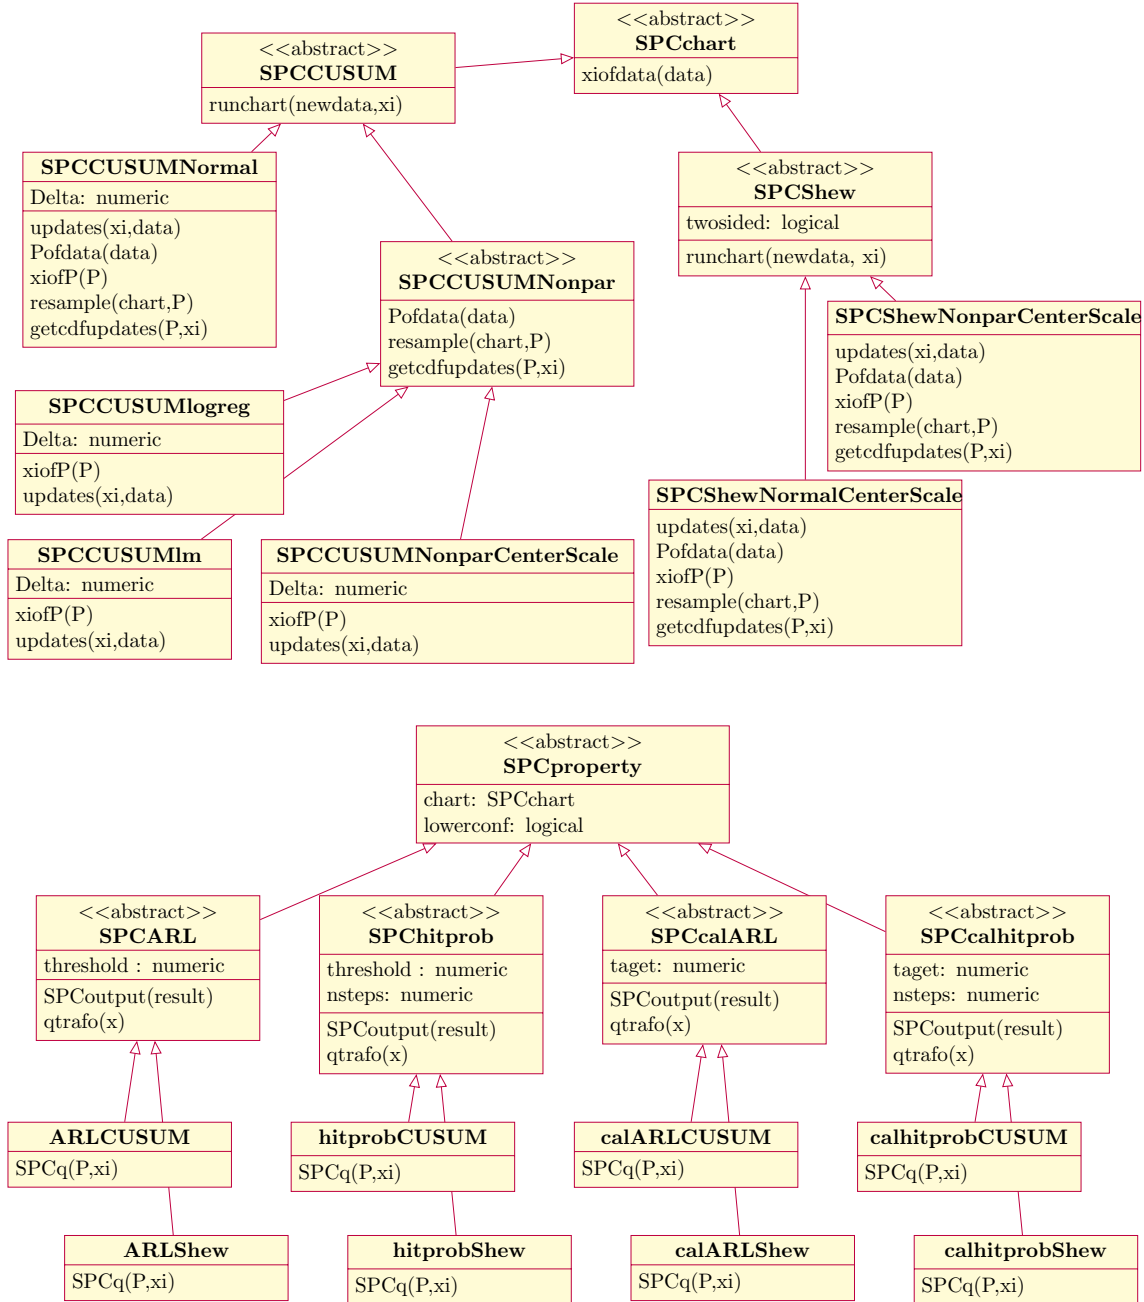 <<abstract>>
SPCchart
xiofdata(data)
<<abstract>>
SPCCUSUM
runchart(newdata,xi)
SPCCUSUMNormal
Delta: numeric
updates(xi,data)
Pofdata(data)
xiofP(P)
resample(chart,P)
getcdfupdates(P,xi)
<<abstract>>
SPCShew
twosided: logical
runchart(newdata, xi)
<<abstract>>
SPCCUSUMNonpar
Pofdata(data)
resample(chart,P)
getcdfupdates(P,xi)
SPCShewNonparCenterScale
updates(xi,data)
Pofdata(data)
xiofP(P)
resample(chart,P)
getcdfupdates(P,xi)
SPCCUSUMlogreg
Delta: numeric
xiofP(P)
updates(xi,data)
SPCShewNormalCenterScale
updates(xi,data)
Pofdata(data)
xiofP(P)
resample(chart,P)
getcdfupdates(P,xi)
SPCCUSUMlm
Delta: numeric
xiofP(P)
updates(xi,data)
SPCCUSUMNonparCenterScale
Delta: numeric
xiofP(P)
updates(xi,data)
<<abstract>>
SPCproperty
chart: SPCchart
lowerconf: logical
<<abstract>>
SPCARL
threshold : numeric
SPCoutput(result)
qtrafo(x)
<<abstract>>
SPChitprob
threshold : numeric
nsteps: numeric
SPCoutput(result)
qtrafo(x)
<<abstract>>
SPCcalARL
taget: numeric
SPCoutput(result)
qtrafo(x)
<<abstract>>
SPCcalhitprob
taget: numeric
nsteps: numeric
SPCoutput(result)
qtrafo(x)
ARLCUSUM
SPCq(P,xi)
hitprobCUSUM
SPCq(P,xi)
calARLCUSUM
SPCq(P,xi)
calhitprobCUSUM
SPCq(P,xi)
ARLShew
SPCq(P,xi)
hitprobShew
SPCq(P,xi)
calARLShew
SPCq(P,xi)
calhitprobShew
SPCq(P,xi)